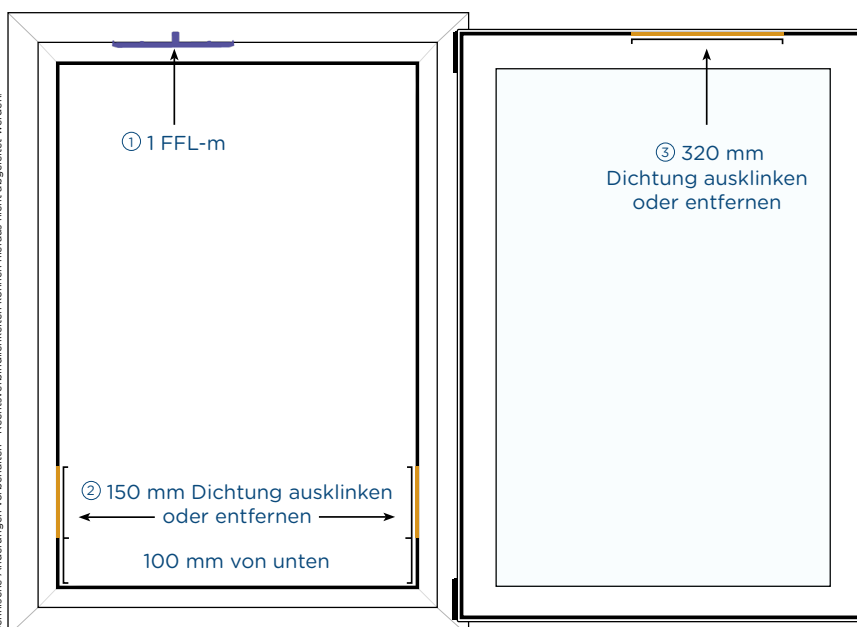 ① 1 FFL-m
③ 320 mm
Dichtung ausklinken
oder entfernen
② 150 mm Dichtung ausklinken
oder entfernen
100 mm von unten